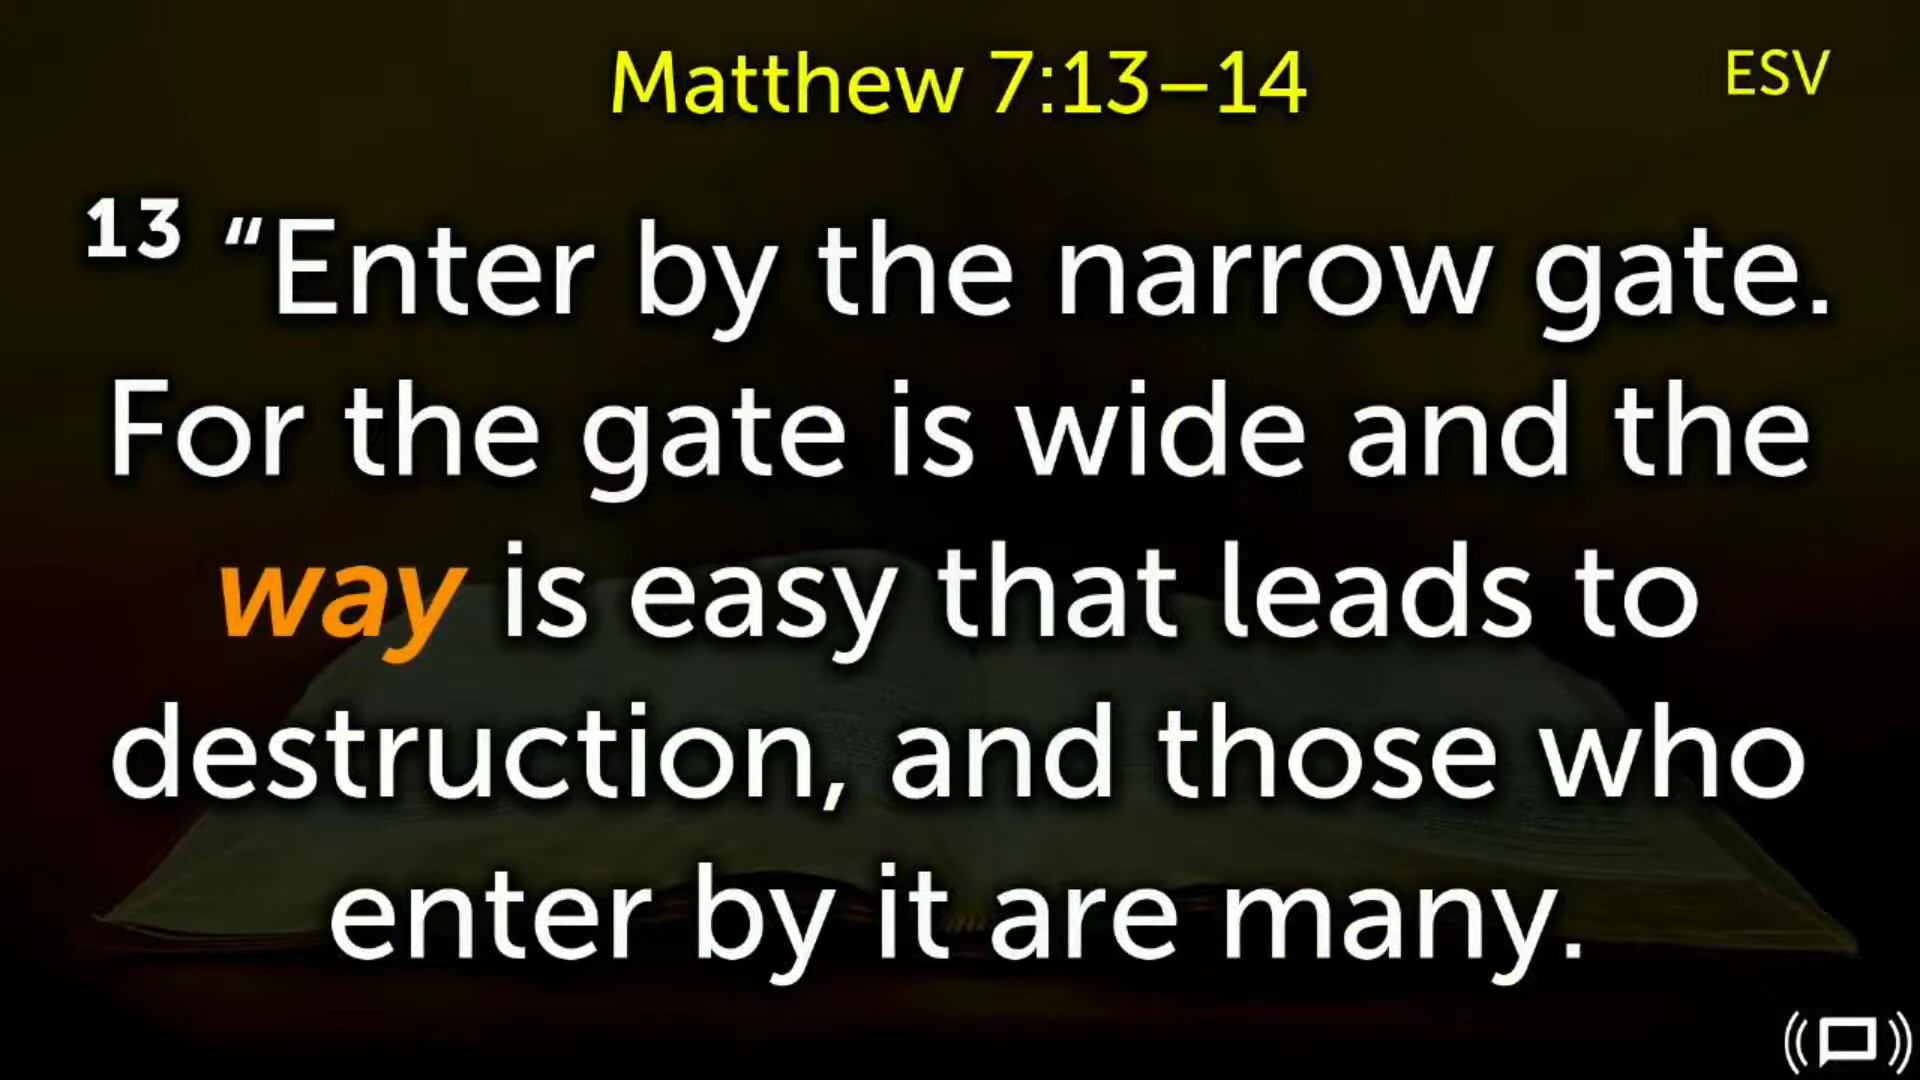 Matthew 7:13–14
ESV
13 “Enter by the narrow gate.
For the gate is wide and the
way is easy that leads to
destruction, and those who
enter by it are many.